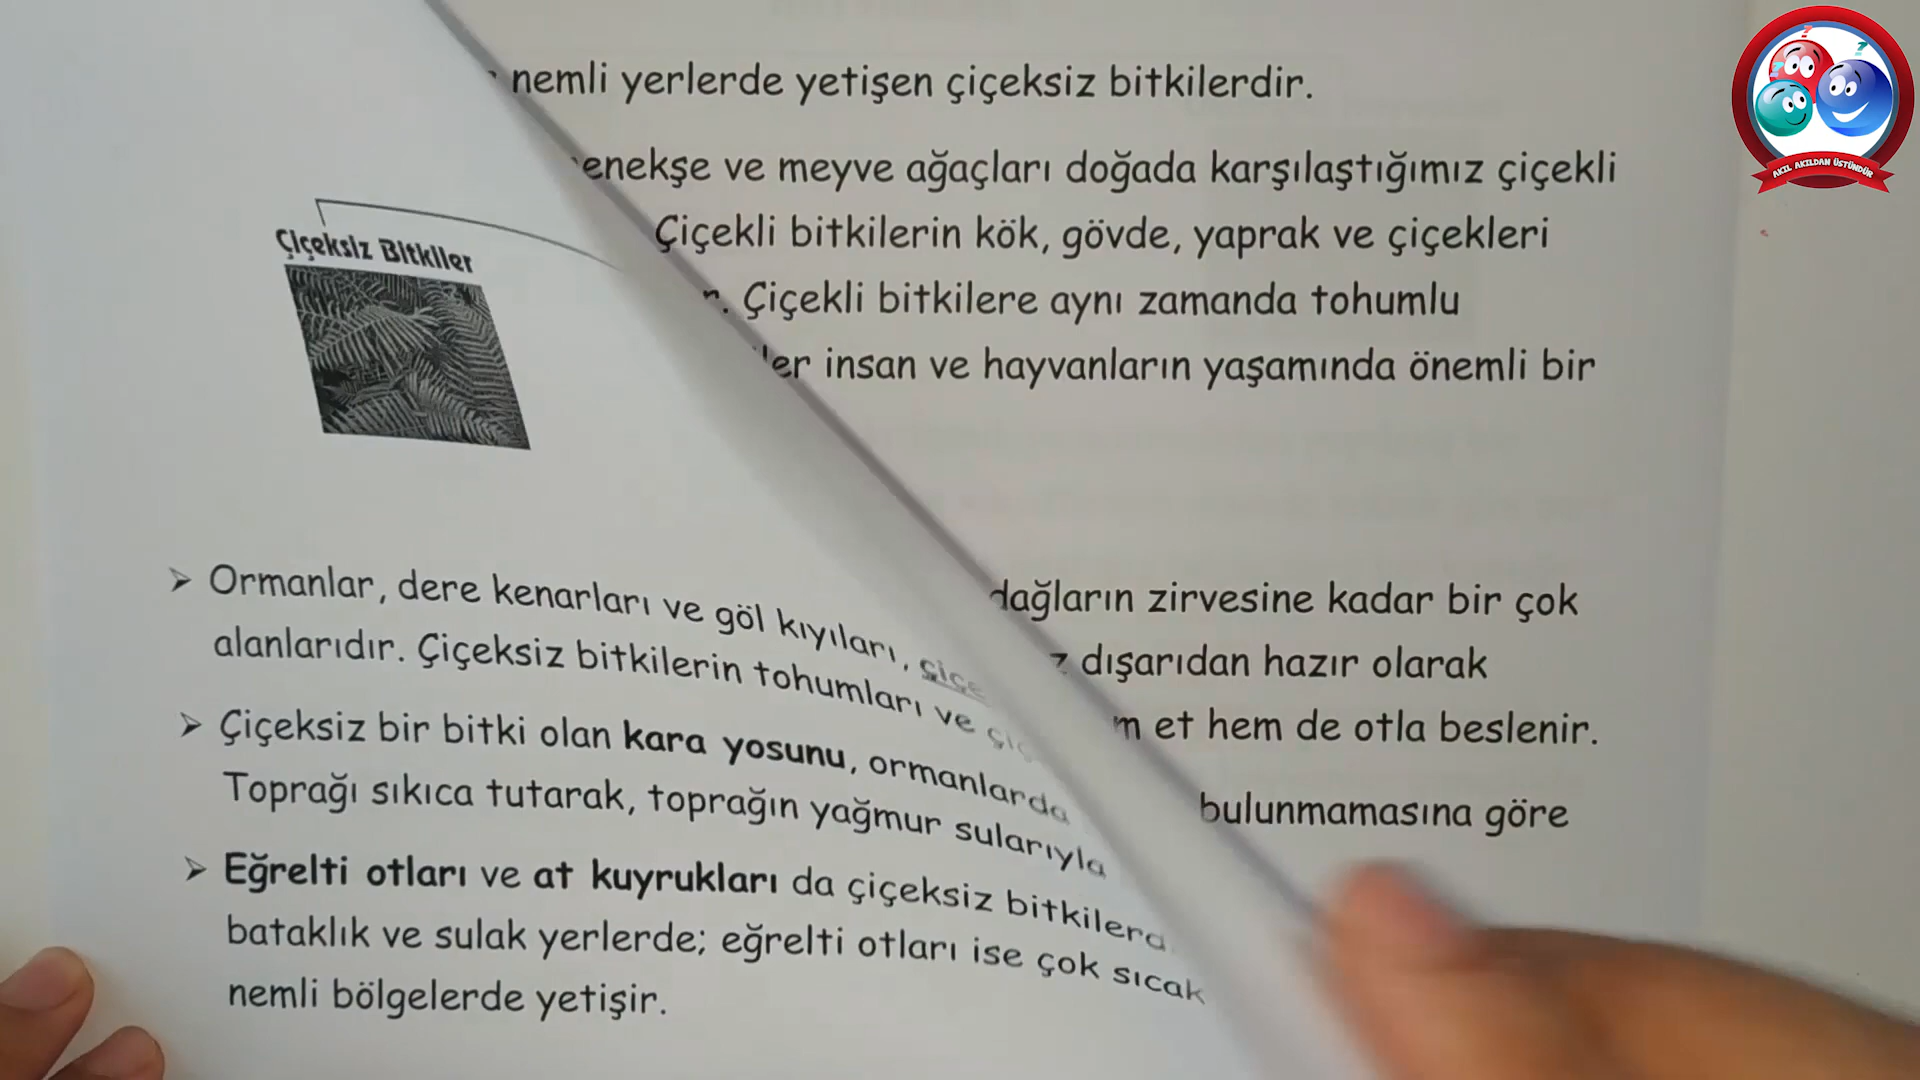 nemli yerlerde yetişen çiçeksiz bitkilerdir.
ve meyve ağaçları doğada karşılaştığımız çiçekli
Çiçekli bitkilerin kök, gövde, yaprak ve çiçekleri
Çiçekli bitkilere aynı zamanda tohumlu
insan ve hayvanların yaşamında önemli bir
dağların zirvesine kadar bir çok
dışarıdan hazır olarak
et hem de otla beslenir.
bulunmamasına göre
Çiçeksiz Bitkiler
➢ Ormanlar, dere kenarları ve göl kıyıları,
alanlarıdır. Çiçeksiz bitkilerin tohumları ve
➢ Çiçeksiz bir bitki olan kara yosunu, ormanlarda
Toprağı sıkıca tutarak, toprağın yağmur sularıyla
➢ Eğrelti otları ve at kuyrukları da çiçeksiz
bataklık ve sulak yerlerde; eğrelti otları ise çok sıcak
nemli bölgelerde yetişir.
AKIL AKILDAN ÜSTÜNDÜR